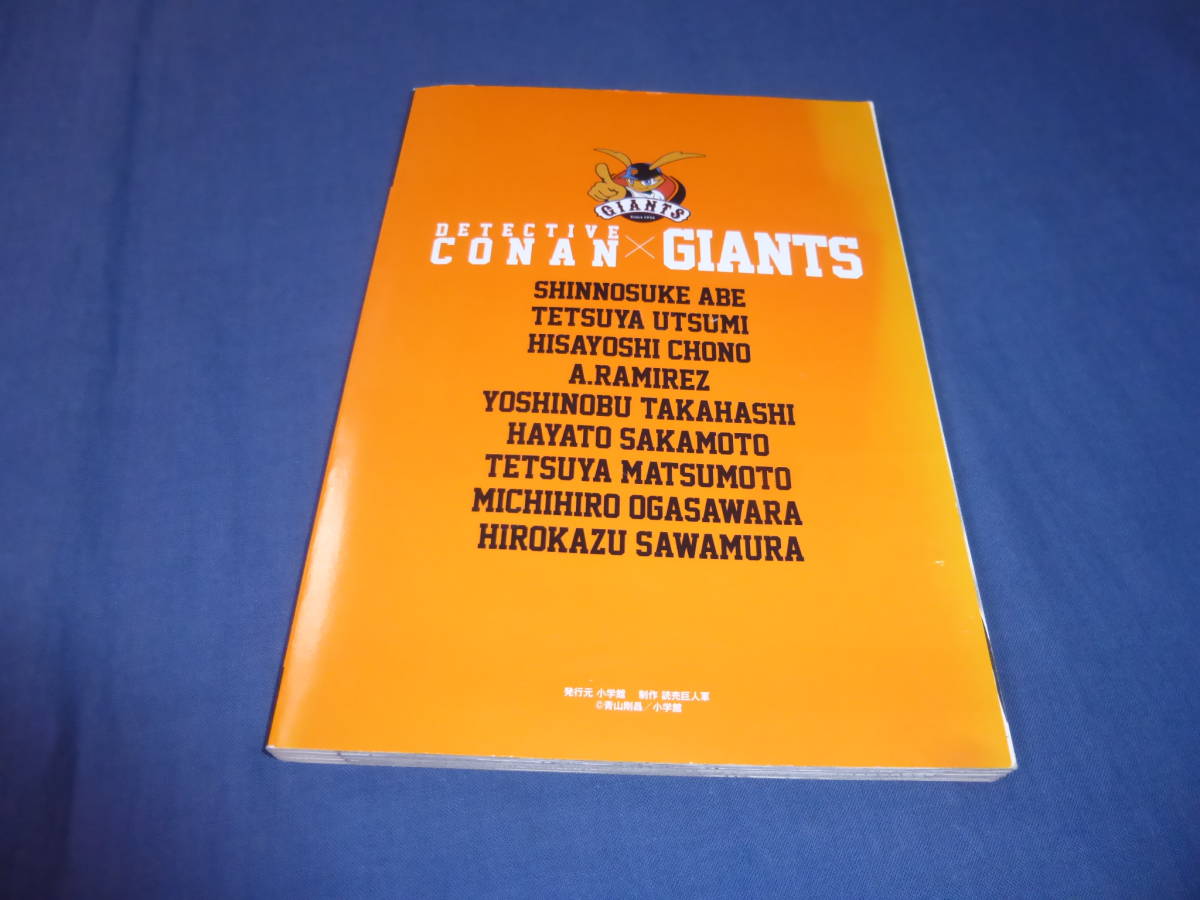 GIANTS
SINCE 1934
DETECTIVE
CONAN × GIANTS
SHINNOSUKE ABE
TETSUYA UTSUMI
HISAYOSHI CHONO
A.RAMIREZ
YOSHINOBU TAKAHASHI
HAYATO SAKAMOTO
TETSUYA MATSUMOTO
MICHIHIRO OGASAWARA
HIROKAZU SAWAMURA
発行元 小学館　制作 読売巨人軍
©青山剛昌／小学館